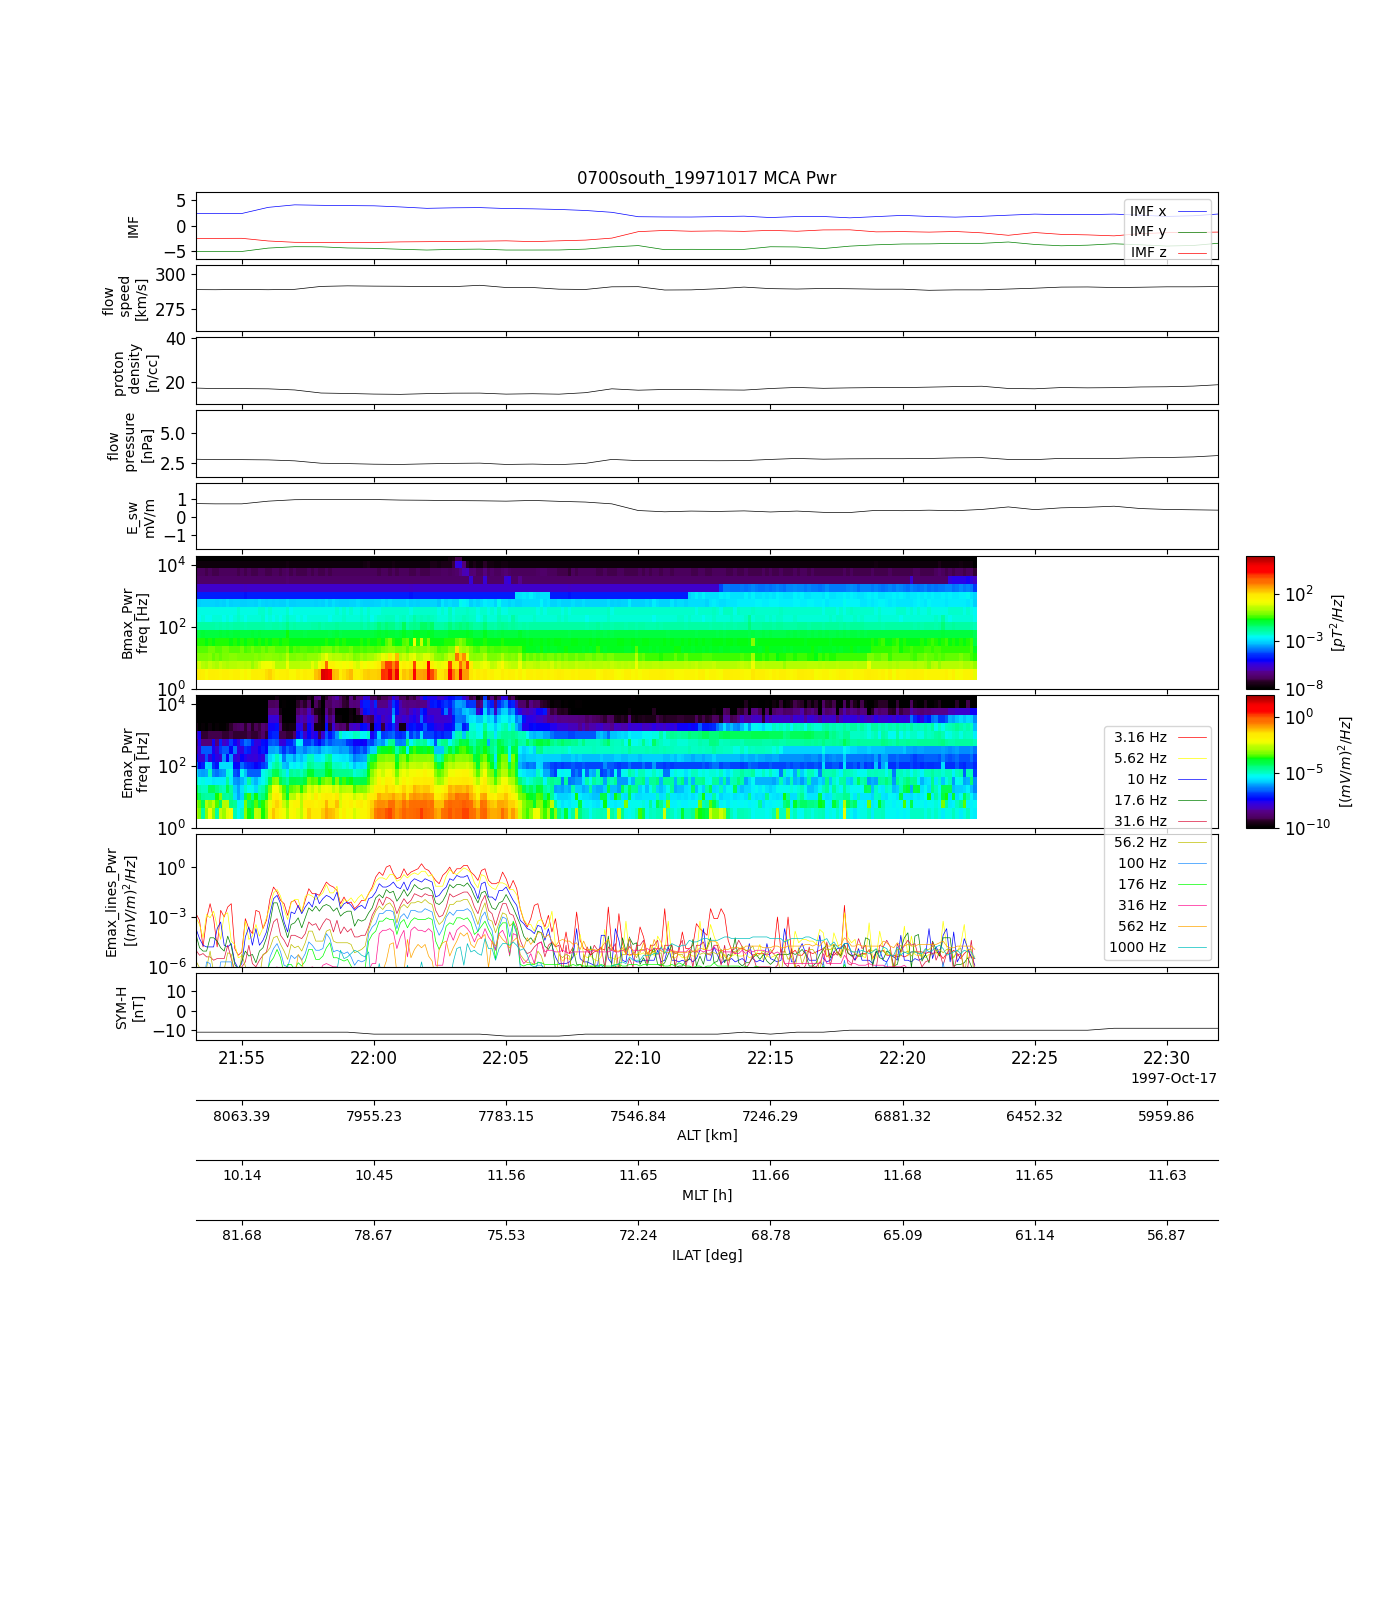 0700south_19971017 MCA Pwr
5
0
−5
IMF
IMF x
IMF y
IMF z
300
275
flow
speed
[km/s]
40
20
proton
density
[n/cc]
5.0
2.5
flow
pressure
[nPa]
1
0
−1
E_sw
mV/m
10^4
10^2
10^0
Bmax_Pwr
freq [Hz]
10^2
10^−3
10^−8
[pT^2/Hz]
10^4
10^2
10^0
Emax_Pwr
freq [Hz]
10^0
10^−5
10^−10
[(mV/m)^2/Hz]
3.16 Hz
5.62 Hz
10 Hz
17.6 Hz
31.6 Hz
56.2 Hz
100 Hz
176 Hz
316 Hz
562 Hz
1000 Hz
10^0
10^−3
10^−6
Emax_lines_Pwr
[(mV/m)^2/Hz]
10
0
−10
SYM-H
[nT]
21:55 22:00 22:05 22:10 22:15 22:20 22:25 22:30
1997-Oct-17
8063.39 7955.23 7783.15 7546.84 7246.29 6881.32 6452.32 5959.86
ALT [km]
10.14 10.45 11.56 11.65 11.66 11.68 11.65 11.63
MLT [h]
81.68 78.67 75.53 72.24 68.78 65.09 61.14 56.87
ILAT [deg]